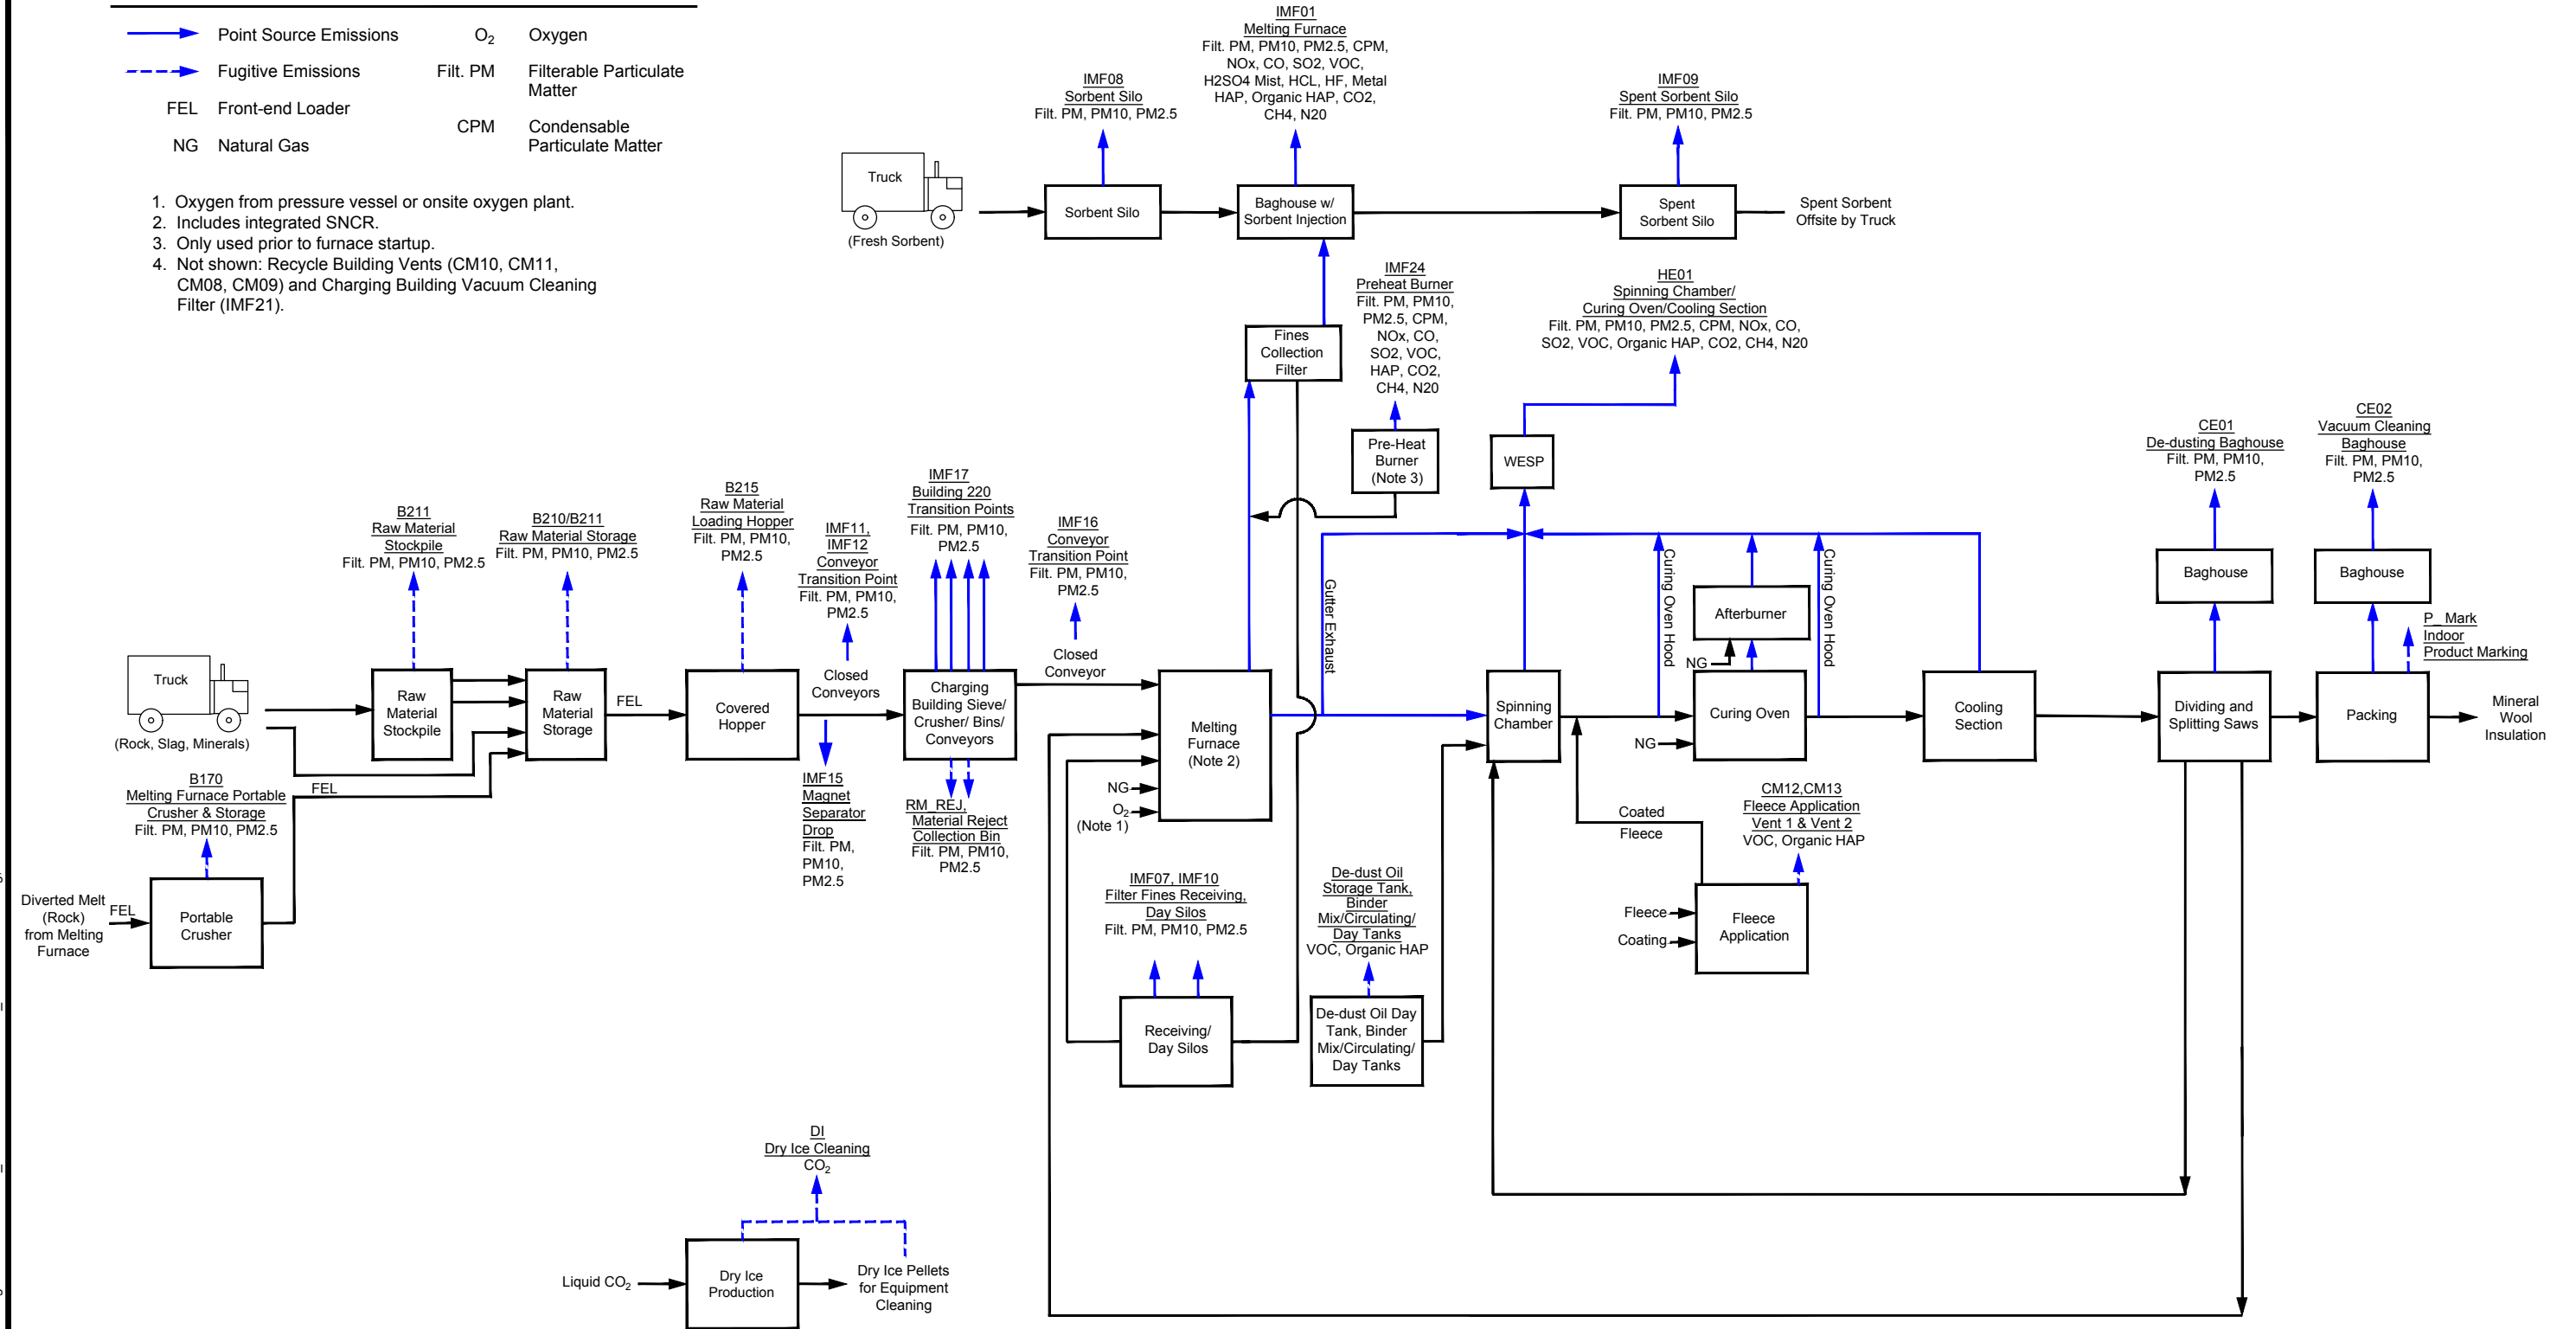 Point Source Emissions
O2 Oxygen
Fugitive Emissions
Filt. PM Filterable Particulate
Matter
FEL Front-end Loader
CPM Condensable
Particulate Matter
NG Natural Gas
1. Oxygen from pressure vessel or onsite oxygen plant.
2. Includes integrated SNCR.
3. Only used prior to furnace startup.
4. Not shown: Recycle Building Vents (CM10, CM11,
CM08, CM09) and Charging Building Vacuum Cleaning
Filter (IMF21).
Truck
(Fresh Sorbent)
IMF08
Sorbent Silo
Filt. PM, PM10, PM2.5
Sorbent Silo
IMF01
Melting Furnace
Filt. PM, PM10, PM2.5, CPM,
NOx, CO, SO2, VOC,
H2SO4 Mist, HCL, HF, Metal
HAP, Organic HAP, CO2,
CH4, N20
Baghouse w/
Sorbent Injection
IMF09
Spent Sorbent Silo
Filt. PM, PM10, PM2.5
Spent
Sorbent Silo
Spent Sorbent
Offsite by Truck
Fines
Collection
Filter
IMF24
Preheat Burner
Filt. PM, PM10,
PM2.5, CPM,
NOx, CO,
SO2, VOC,
HAP, CO2,
CH4, N20
Pre-Heat
Burner
(Note 3)
HE01
Spinning Chamber/
Curing Oven/Cooling Section
Filt. PM, PM10, PM2.5, CPM, NOx, CO,
SO2, VOC, Organic HAP, CO2, CH4, N20
WESP
CE01
De-dusting Baghouse
Filt. PM, PM10,
PM2.5
Baghouse
CE02
Vacuum Cleaning
Baghouse
Filt. PM, PM10,
PM2.5
Baghouse
P_ Mark
Indoor
Product Marking
B211
Raw Material
Stockpile
Filt. PM, PM10, PM2.5
B210/B211
Raw Material Storage
Filt. PM, PM10, PM2.5
B215
Raw Material
Loading Hopper
Filt. PM, PM10,
PM2.5
IMF11,
IMF12
Conveyor
Transition Point
Filt. PM, PM10,
PM2.5
IMF17
Building 220
Transition Points
Filt. PM, PM10,
PM2.5
IMF16
Conveyor
Transition Point
Filt. PM, PM10,
PM2.5
Truck
(Rock, Slag, Minerals)
Raw
Material
Stockpile
Raw
Material
Storage
FEL
Covered
Hopper
Closed
Conveyors
Charging
Building Sieve/
Crusher/ Bins/
Conveyors
Closed
Conveyor
Melting
Furnace
(Note 2)
NG
O2
(Note 1)
Gutter Exhaust
Spinning
Chamber
Curing Oven Hood
Afterburner
NG
Curing Oven Hood
Curing Oven
NG
Cooling
Section
Dividing and
Splitting Saws
Packing
Mineral
Wool
Insulation
B170
Melting Furnace Portable
Crusher & Storage
Filt. PM, PM10, PM2.5
FEL
Diverted Melt
(Rock)
from Melting
Furnace
FEL
Portable
Crusher
IMF15
Magnet
Separator
Drop
Filt. PM,
PM10,
PM2.5
RM_REJ,
Material Reject
Collection Bin
Filt. PM, PM10,
PM2.5
IMF07, IMF10
Filter Fines Receiving,
Day Silos
Filt. PM, PM10, PM2.5
Receiving/
Day Silos
De-dust Oil
Storage Tank,
Binder
Mix/Circulating/
Day Tanks
VOC, Organic HAP
De-dust Oil Day
Tank, Binder
Mix/Circulating/
Day Tanks
Coated
Fleece
CM12,CM13
Fleece Application
Vent 1 & Vent 2
VOC, Organic HAP
Fleece
Coating
Fleece
Application
DI
Dry Ice Cleaning
CO2
Liquid CO2
Dry Ice
Production
Dry Ice Pellets
for Equipment
Cleaning